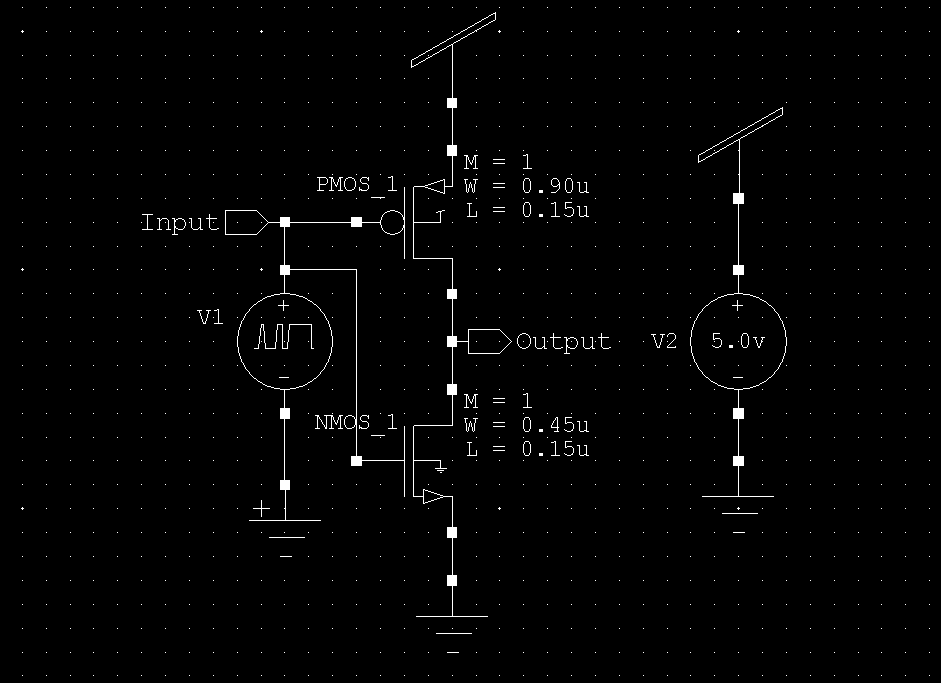 M = 1
PMOS_1
W = 0.90u
L = 0.15u
Input
V1
+
-
Output
V2
+
5.0v
-
M = 1
NMOS_1
W = 0.45u
L = 0.15u